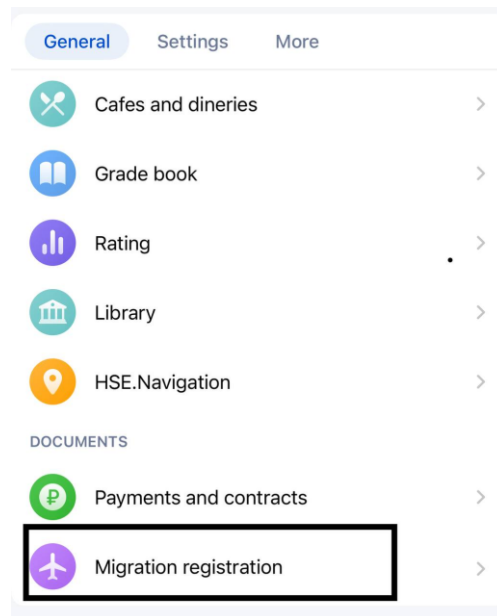 General Settings More
Cafes and dineries
Grade book
Rating
Library
HSE.Navigation
DOCUMENTS
₽ Payments and contracts
Migration registration